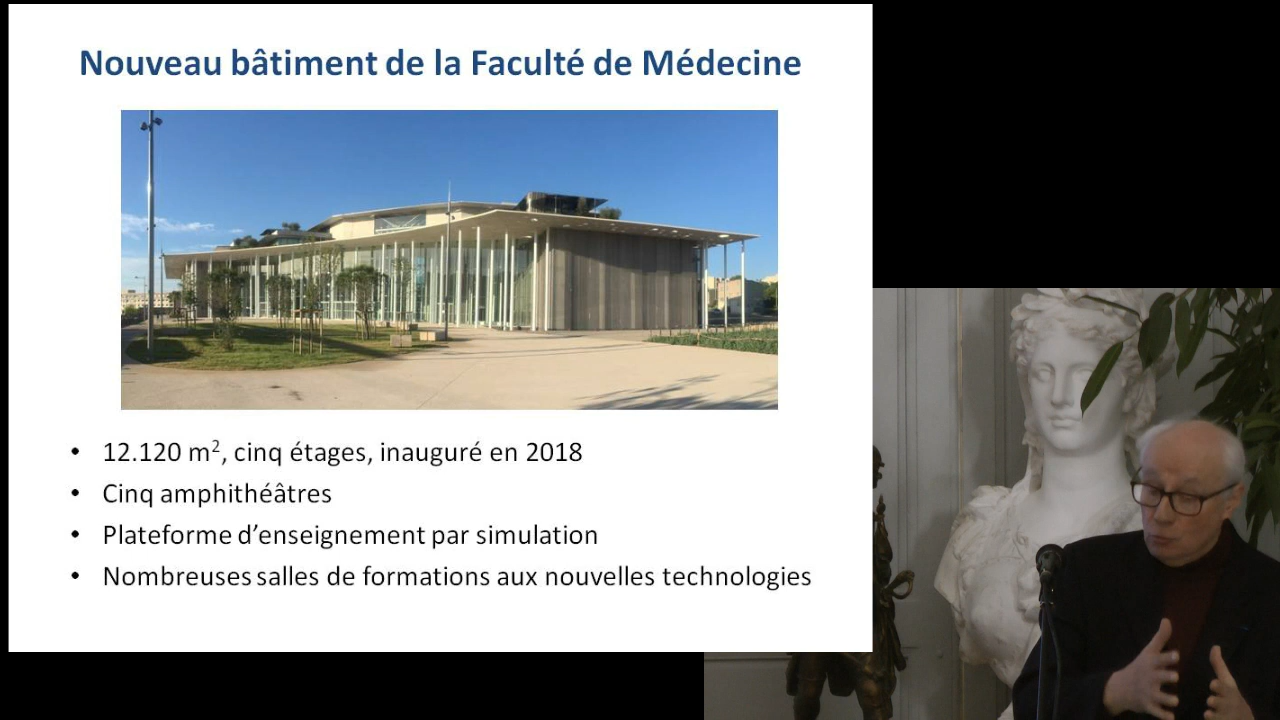 Nouveau bâtiment de la Faculté de Médecine
• 12.120 m², cinq étages, inauguré en 2018
• Cinq amphithéâtres
• Plateforme d’enseignement par simulation
• Nombreuses salles de formations aux nouvelles technologies